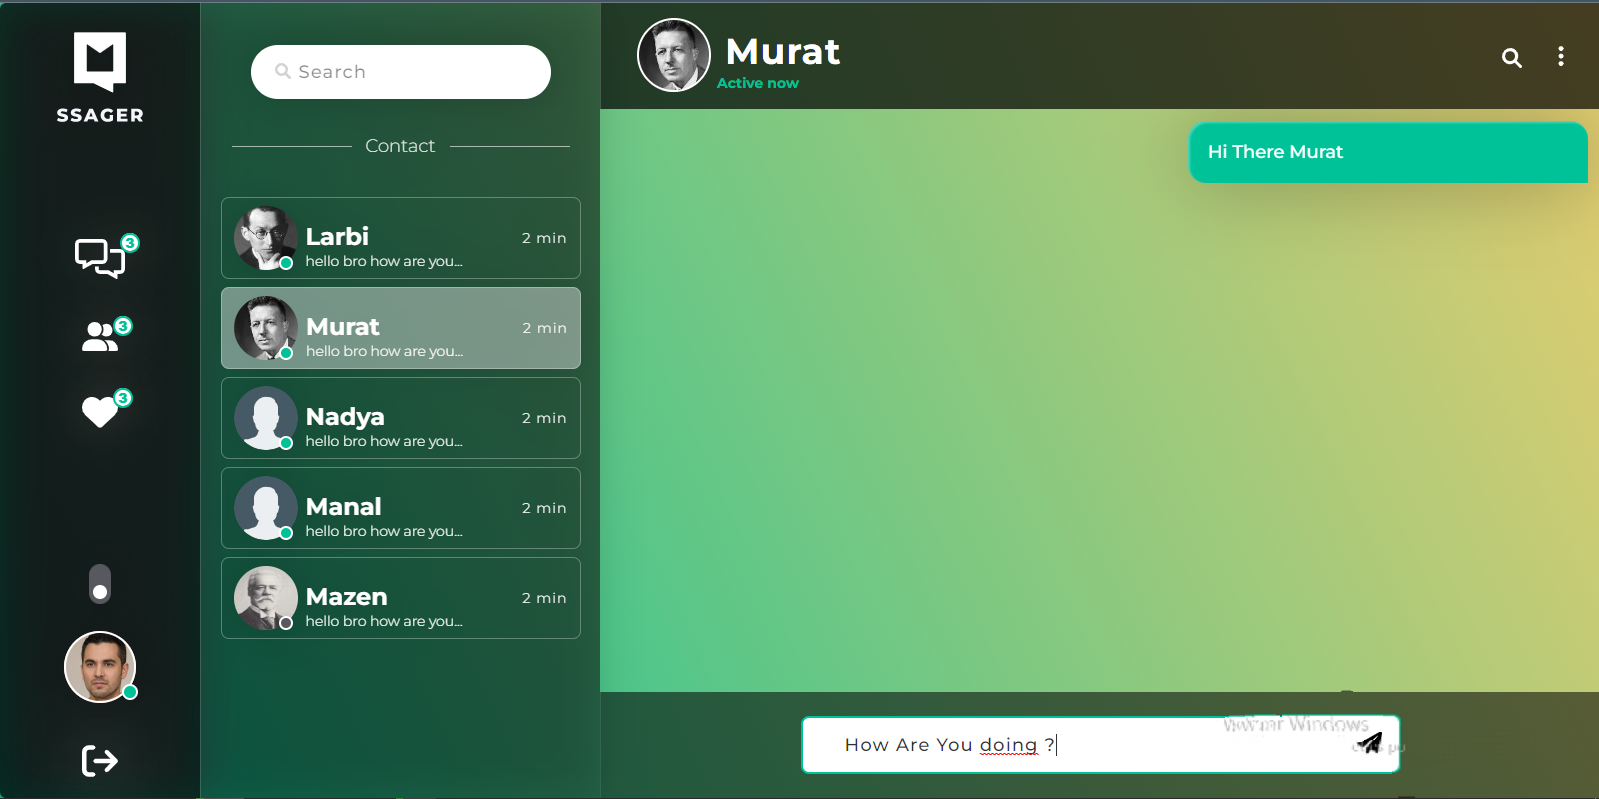 SSAGER
3
3
3
Search
Contact
Larbi
2 min
hello bro how are you...
Murat
2 min
hello bro how are you...
Nadya
2 min
hello bro how are you...
Manal
2 min
hello bro how are you...
Mazen
2 min
hello bro how are you...
Murat
Active now
Hi There Murat
How Are You doing ?
Windows